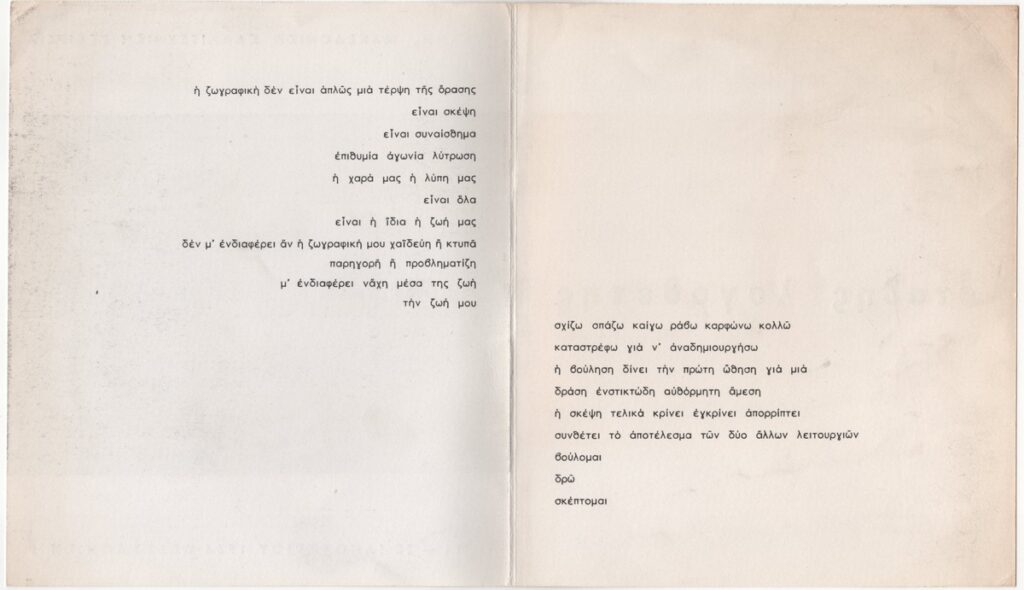 ἡ ζωγραφικὴ δὲν εἶναι ἁπλῶς μιὰ τέρψη τῆς ὅρασης
εἶναι σκέψη
εἶναι συναίσθημα
ἐπιθυμία ἀγωνία λύτρωση
ἡ χαρά μας ἡ λύπη μας
εἶναι ὅλα
εἶναι ἡ ἴδια ἡ ζωή μας
δὲν μ' ἐνδιαφέρει ἂν ἡ ζωγραφική μου χαϊδεύη ἢ κτυπᾶ
παρηγορῆ ἢ προβληματίζη
μ' ἐνδιαφέρει νἄχη μέσα της ζωὴ
τὴν ζωή μου
σχίζω σπάζω καίγω ράβω καρφώνω κολλῶ
καταστρέφω γιὰ ν' ἀναδημιουργήσω
ἡ βούληση δίνει τὴν πρώτη ὤθηση γιὰ μιὰ
δράση ἐνστικτώδη αὐθόρμητη ἄμεση
ἡ σκέψη τελικὰ κρίνει ἐγκρίνει ἀπορρίπτει
συνθέτει τὸ ἀποτέλεσμα τῶν δύο ἄλλων λειτουργιῶν
βούλομαι
δρῶ
σκέπτομαι